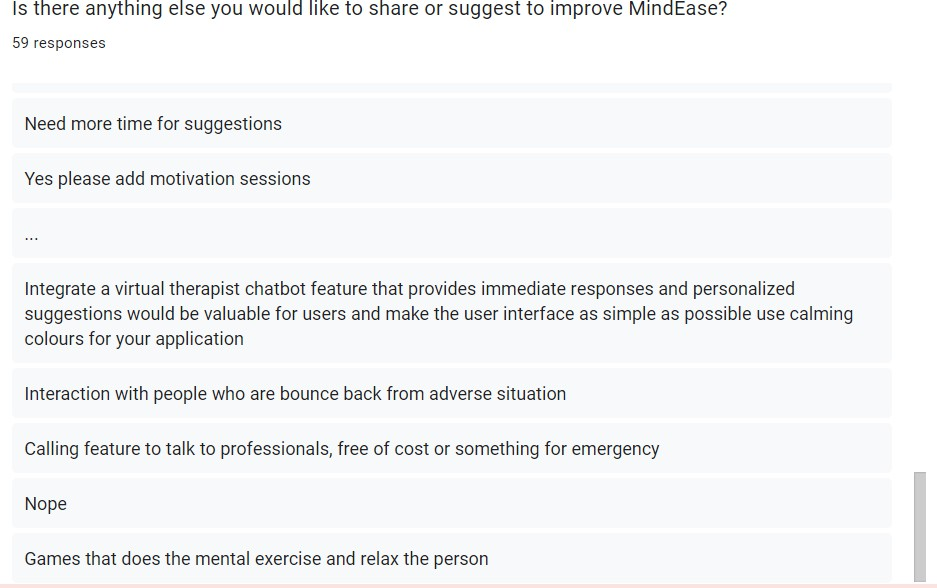 Is there anything else you would like to share or suggest to improve MindEase?
59 responses
Need more time for suggestions
Yes please add motivation sessions
...
Integrate a virtual therapist chatbot feature that provides immediate responses and personalized
suggestions would be valuable for users and make the user interface as simple as possible use calming
colours for your application
Interaction with people who are bounce back from adverse situation
Calling feature to talk to professionals, free of cost or something for emergency
Nope
Games that does the mental exercise and relax the person